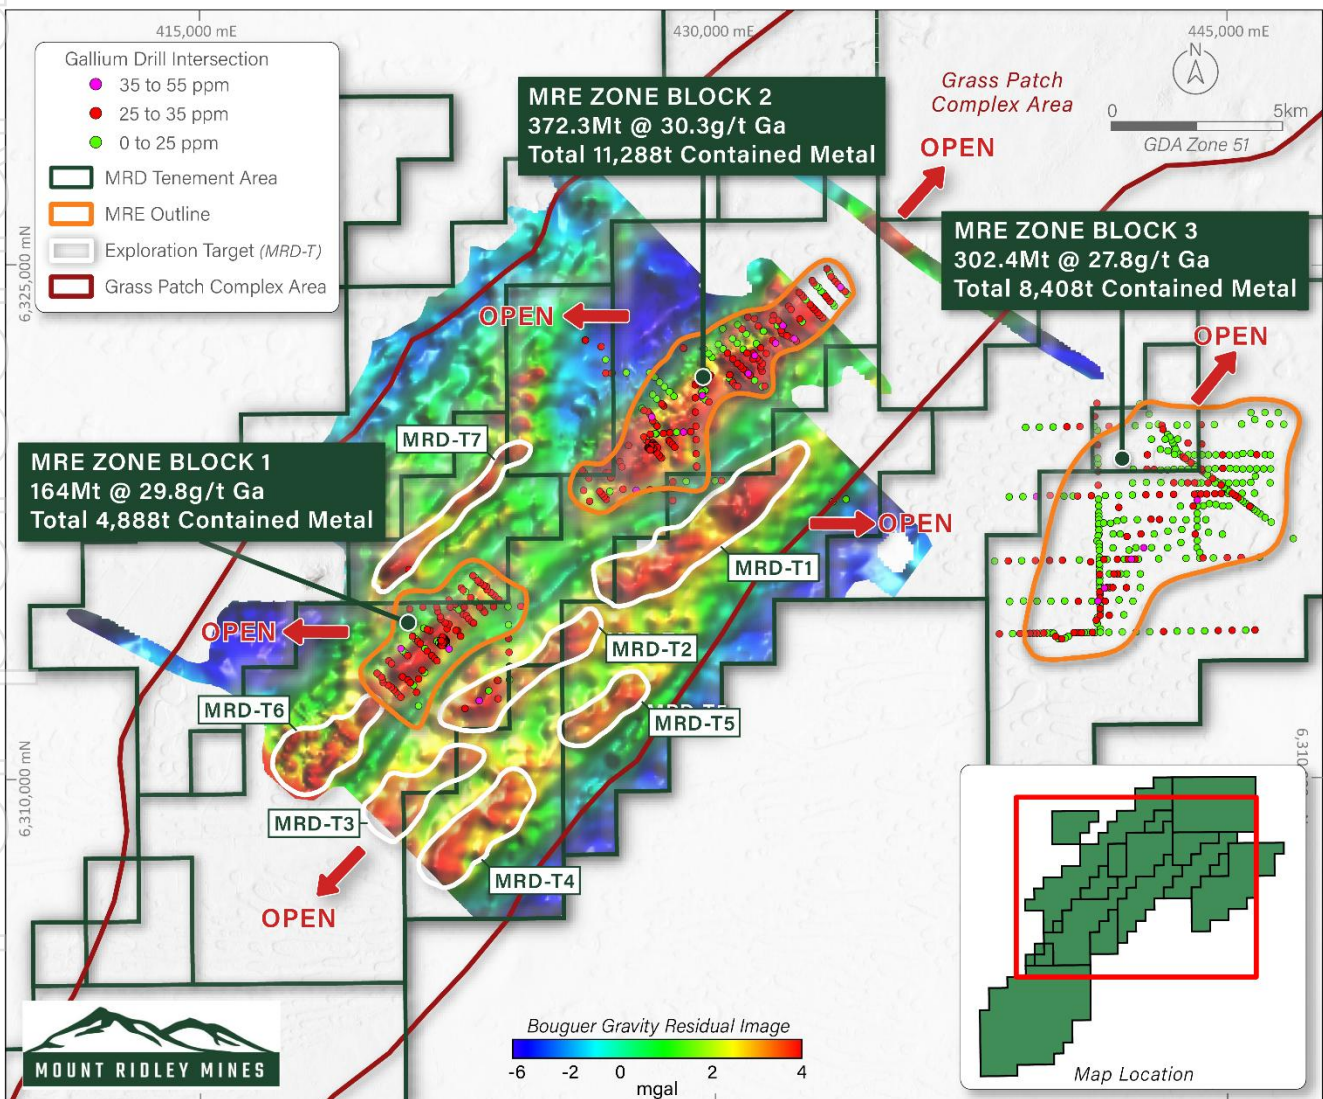 415,000 mE
430,000 mE
445,000 mE
Gallium Drill Intersection
35 to 55 ppm
25 to 35 ppm
0 to 25 ppm
MRD Tenement Area
MRE Outline
Exploration Target (MRD-T)
Grass Patch Complex Area
MRE ZONE BLOCK 2
372.3Mt @ 30.3g/t Ga
Total 11,288t Contained Metal
Grass Patch
Complex Area
N
0
5km
GDA Zone 51
OPEN
MRE ZONE BLOCK 3
302.4Mt @ 27.8g/t Ga
Total 8,408t Contained Metal
6,325,000 mN
OPEN
OPEN
MRD-T7
MRE ZONE BLOCK 1
164Mt @ 29.8g/t Ga
Total 4,888t Contained Metal
OPEN
MRD-T1
OPEN
MRD-T2
MRD-T6
MRD-T5
6,310,000 mN
6,310
MRD-T3
MRD-T4
OPEN
MOUNT RIDLEY MINES
Bouguer Gravity Residual Image
-6
-2
0
2
4
mgal
Map Location